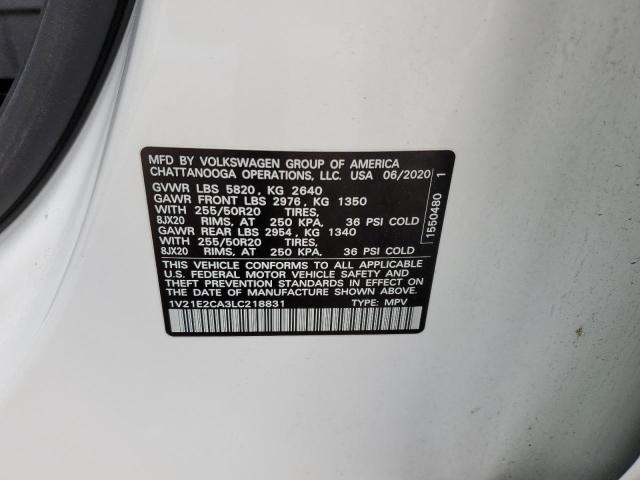 MFD BY VOLKSWAGEN GROUP OF AMERICA
CHATTANOOGA OPERATIONS, LLC. USA 06/2020
GVWR LBS 5820, KG 2640
GAWR FRONT LBS 2976, KG 1350
WITH 255/50R20 TIRES,
8JX20 RIMS, AT 250 KPA, 36 PSI COLD
GAWR REAR LBS 2954, KG 1340
WITH 255/50R20 TIRES,
8JX20 RIMS, AT 250 KPA, 36 PSI COLD
THIS VEHICLE CONFORMS TO ALL APPLICABLE
U.S. FEDERAL MOTOR VEHICLE SAFETY AND
THEFT PREVENTION STANDARDS IN EFFECT
ON THE DATE OF MANUFACTURE SHOWN ABOVE.
1V21E2CA3LC218831 TYPE: MPV
1550480 1